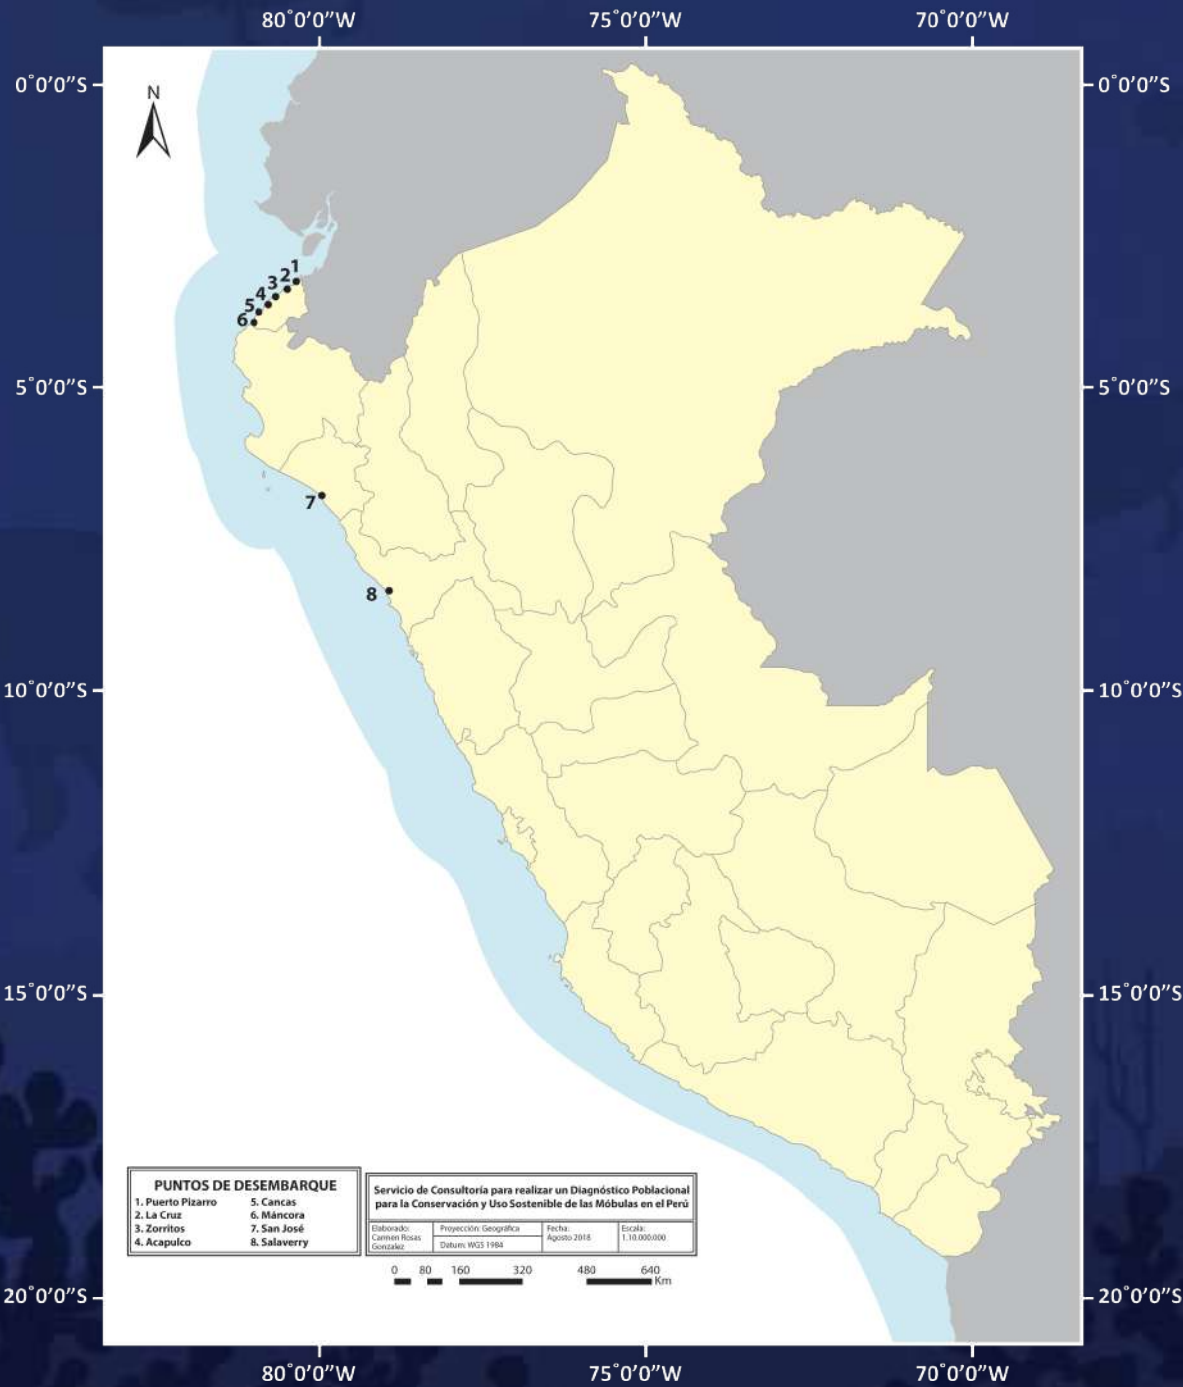 80°0'0"W 75°0'0"W 70°0'0"W
0°0'0"S 0°0'0"S
N
1
2
3
4
5
6
5°0'0"S 5°0'0"S
7
8
10°0'0"S 10°0'0"S
15°0'0"S 15°0'0"S
PUNTOS DE DESEMBARQUE
1. Puerto Pizarro 5. Cancas
2. La Cruz 6. Máncora
3. Zorritos 7. San José
4. Acapulco 8. Salaverry
Servicio de Consultoría para realizar un Diagnóstico Poblacional
para la Conservación y Uso Sostenible de las Móbulas en el Perú
Elaborado:
Carmen Rosas
Gonzalez
Proyección: Geográfica
Datum: WGS 1984
Fecha:
Agosto 2018
Escala:
1.10.000.000
0 80 160 320 480 640
Km
20°0'0"S 20°0'0"S
80°0'0"W 75°0'0"W 70°0'0"W